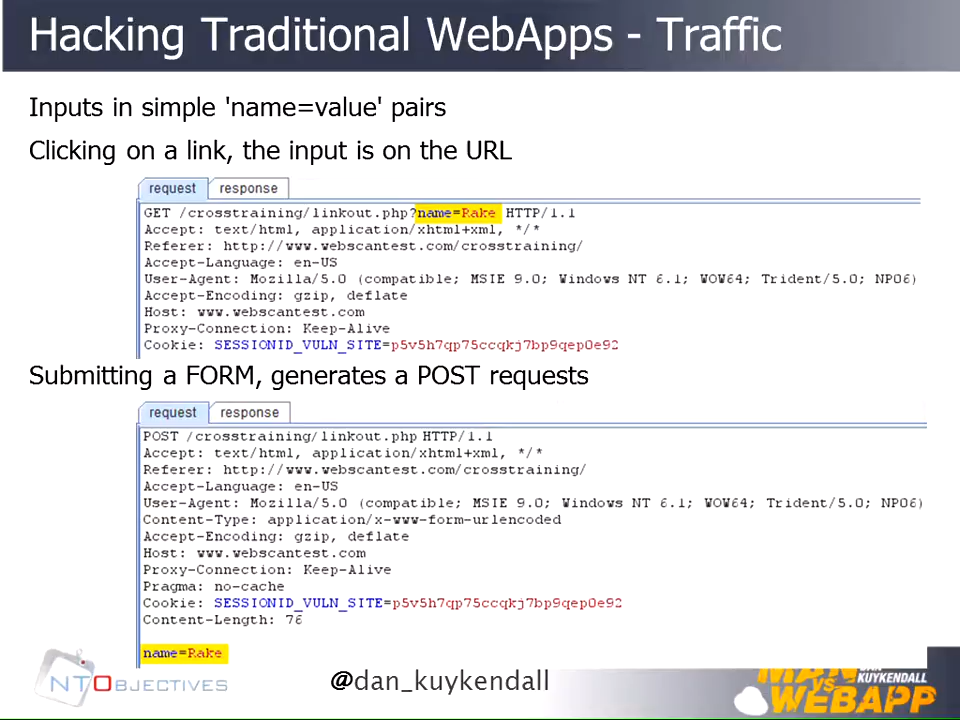 Hacking Traditional WebApps - Traffic
Inputs in simple 'name=value' pairs
Clicking on a link, the input is on the URL
request response
GET /crosstraining/linkout.php?name=Rake HTTP/1.1
Accept: text/html, application/xhtml+xml, */*
Referer: http://www.webscantest.com/crosstraining/
Accept-Language: en-US
User-Agent: Mozilla/5.0 (compatible; MSIE 9.0; Windows NT 6.1; WOW64; Trident/5.0; NP06)
Accept-Encoding: gzip, deflate
Host: www.webscantest.com
Proxy-Connection: Keep-Alive
Cookie: SESSIONID_VULN_SITE=p5v5h7qp75ccqkj7bp9qep0e92
Submitting a FORM, generates a POST requests
request response
POST /crosstraining/linkout.php HTTP/1.1
Accept: text/html, application/xhtml+xml, */*
Referer: http://www.webscantest.com/crosstraining/
Accept-Language: en-US
User-Agent: Mozilla/5.0 (compatible; MSIE 9.0; Windows NT 6.1; WOW64; Trident/5.0; NP06)
Content-Type: application/x-www-form-urlencoded
Accept-Encoding: gzip, deflate
Host: www.webscantest.com
Proxy-Connection: Keep-Alive
Pragma: no-cache
Cookie: SESSIONID_VULN_SITE=p5v5h7qp75ccqkj7bp9qep0e92
Content-Length: 76
name=Rake
NTOBJECTIVES
@dan_kuykendall
MAN VS WEBAPP
DAN KUYKENDALL